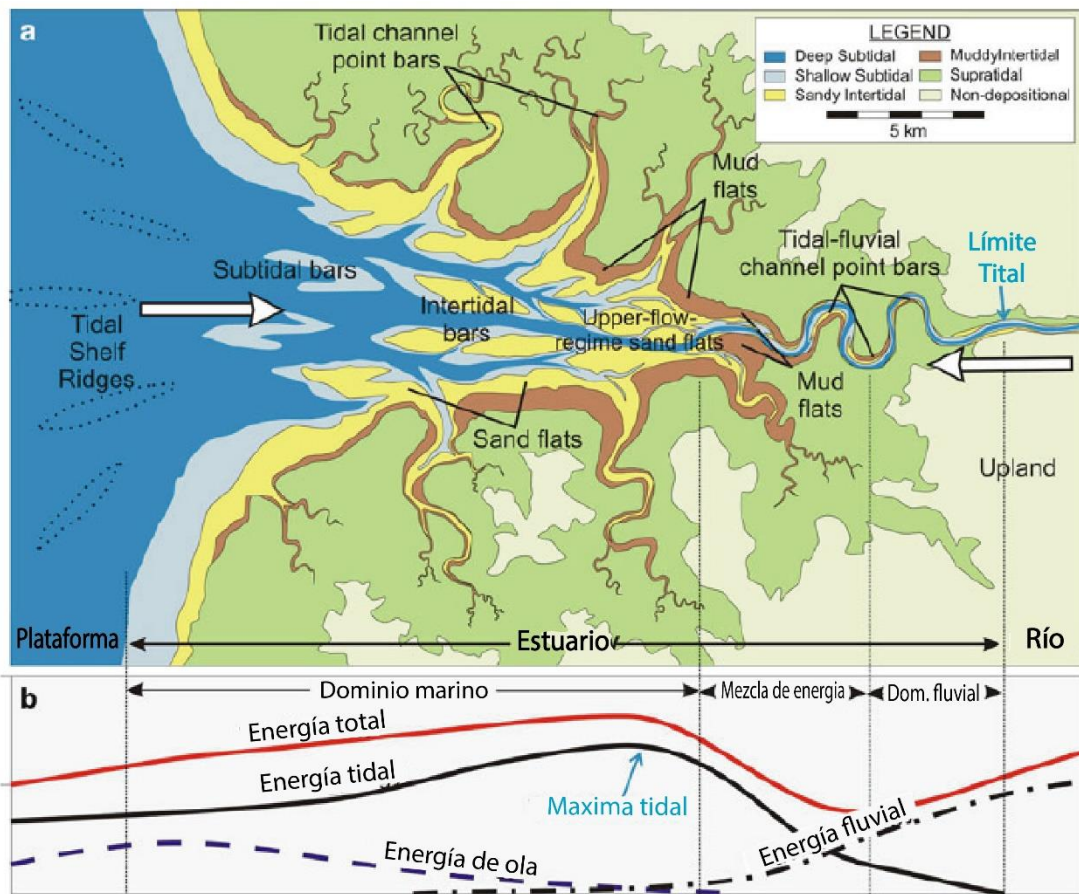 a
Tidal channel
point bars
LEGEND
Deep Subtidal
MuddyIntertidal
Shallow Subtidal
Supratidal
Sandy Intertidal
Non-depositional
5 km
Mud
flats
Tidal-fluvial
channel point bars
Límite
Tital
Subtidal bars
Intertidal
bars
Upper-flow-
regime sand flats
Tidal
Shelf
Ridges
Mud
flats
Sand flats
Upland
Plataforma
Estuario
Río
b
Dominio marino
Mezcla de energia
Dom. fluvial
Energía total
Energía tidal
Maxima tidal
Energía fluvial
Energía de ola